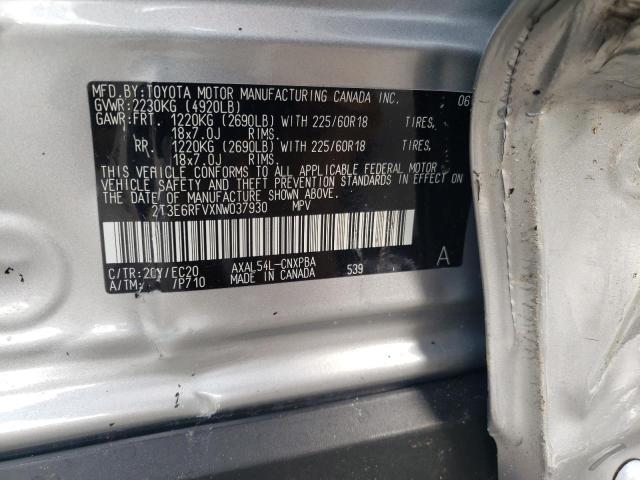 MFD.BY:TOYOTA MOTOR MANUFACTURING CANADA INC. 06
GVWR:2230KG (4920LB)
GAWR:FRT. 1220KG (2690LB) WITH 225/60R18 TIRES,
18x7.0J RIMS.
RR. 1220KG (2690LB) WITH 225/60R18 TIRES,
18x7.0J RIMS.
THIS VEHICLE CONFORMS TO ALL APPLICABLE FEDERAL MOTOR
VEHICLE SAFETY AND THEFT PREVENTION STANDARDS IN EFFECT ON
THE DATE OF MANUFACTURE SHOWN ABOVE.
2T3E6RFVXNW037930 MPV
C/TR: /EC20 AXAL54L-CNXPBA 539 A
A/TM: /P710 MADE IN CANADA